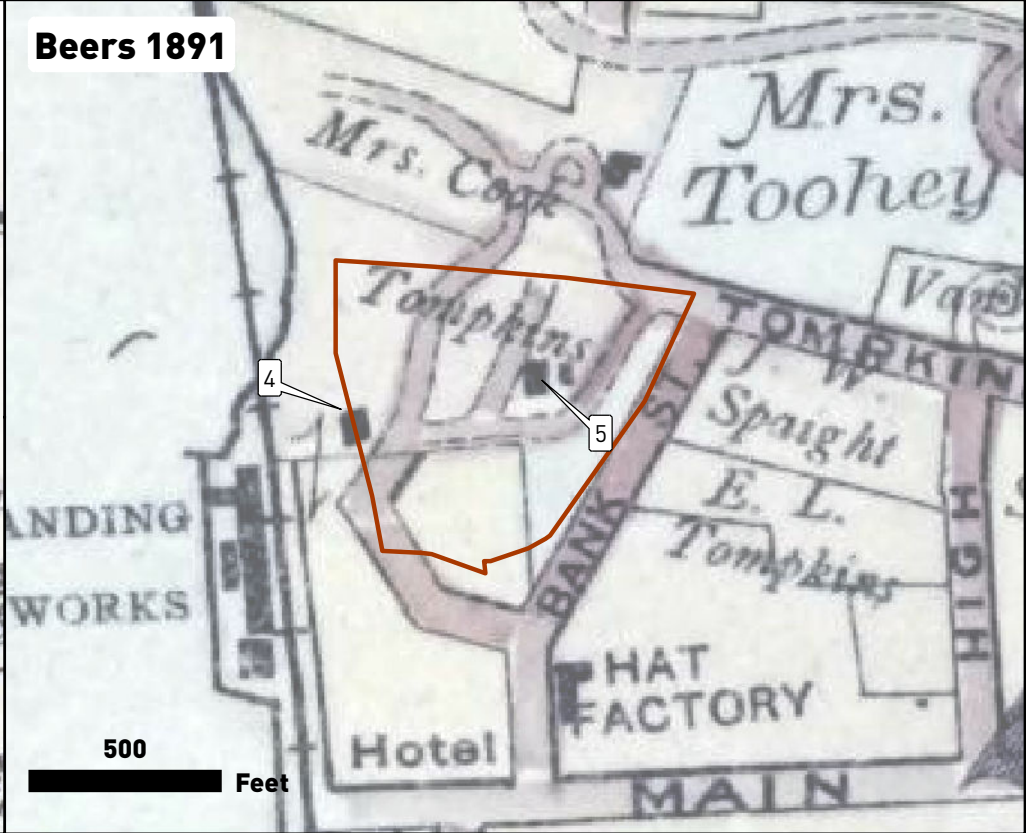 Beers 1891
Mrs.
Toohey
Mrs. Cook
Tompkins
Van
TOMPKIN
4
5
J. W.
Spaight
E. L.
Tompkins
BANK ST.
HIGH
ANDING
WORKS
HAT
FACTORY
Hotel
MAIN
500
Feet